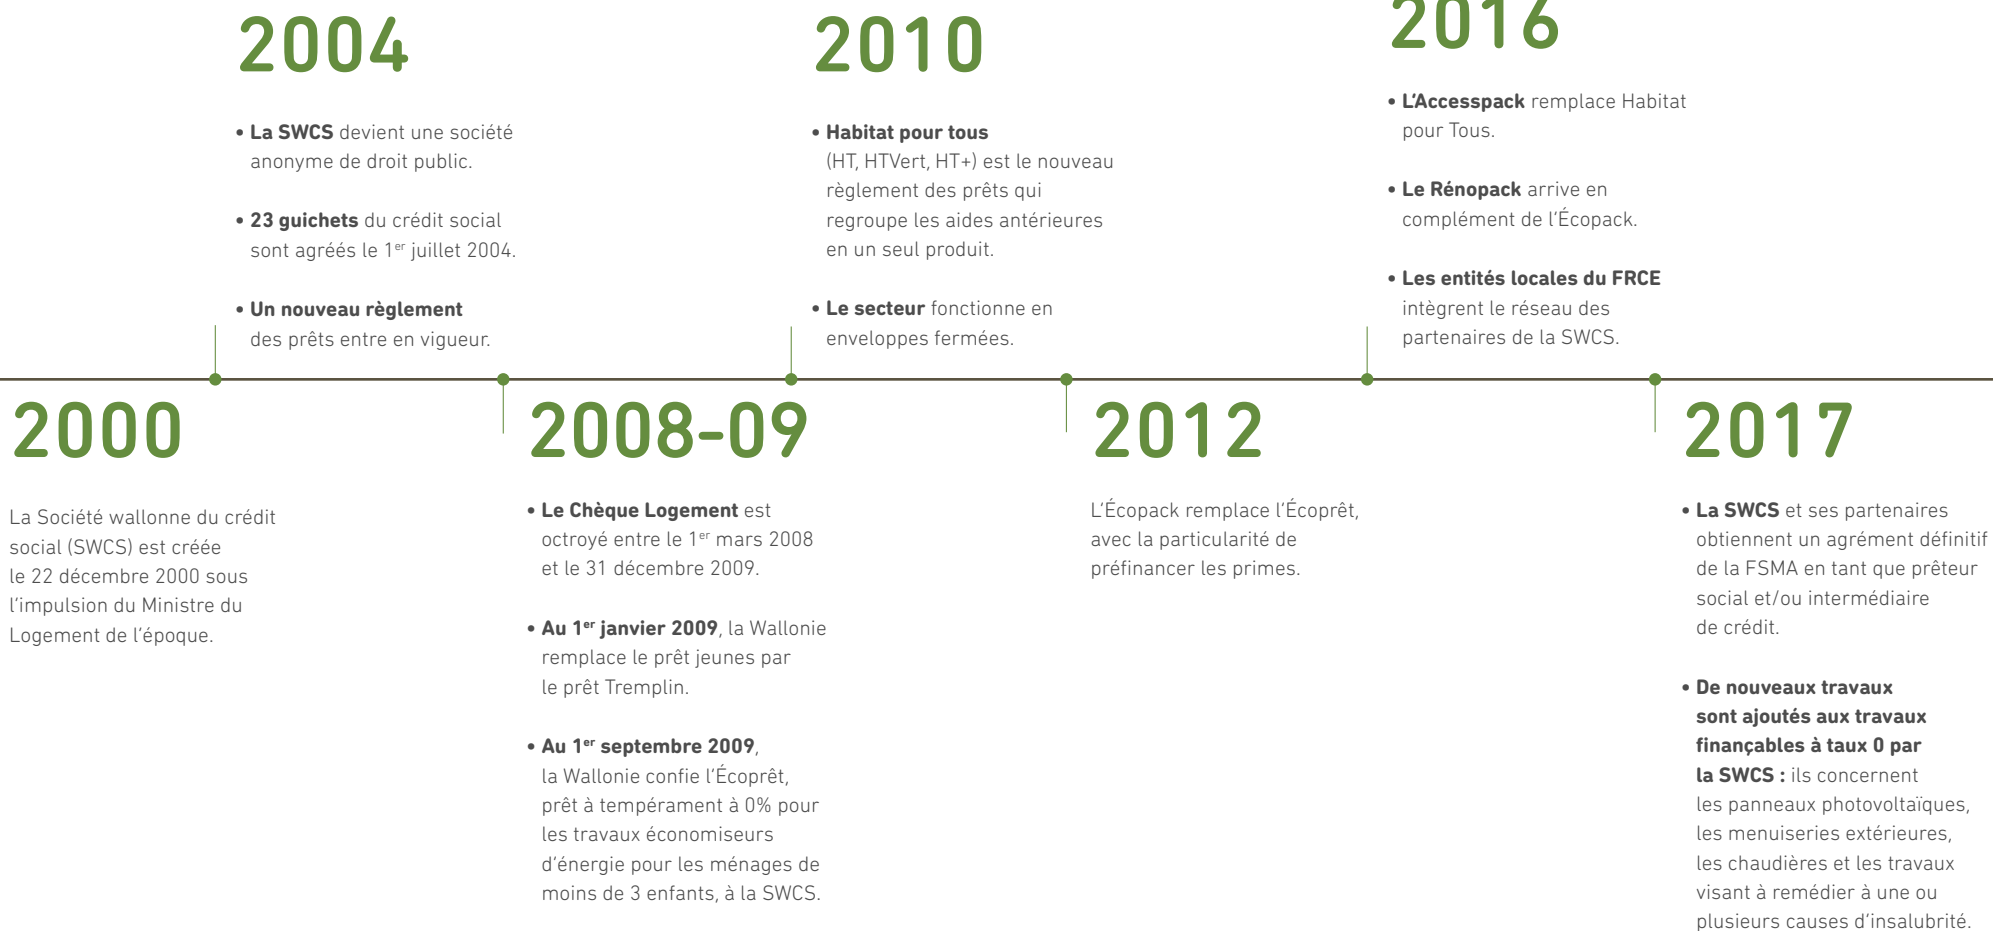 2000
La Société wallonne du crédit
social (SWCS) est créée
le 22 décembre 2000 sous
l’impulsion du Ministre du
Logement de l’époque.
2004
• La SWCS devient une société
anonyme de droit public.
• 23 guichets du crédit social
sont agréés le 1er juillet 2004.
• Un nouveau règlement
des prêts entre en vigueur.
2008-09
• Le Chèque Logement est
octroyé entre le 1er mars 2008
et le 31 décembre 2009.
• Au 1er janvier 2009, la Wallonie
remplace le prêt jeunes par
le prêt Tremplin.
• Au 1er septembre 2009,
la Wallonie confie l’Écoprêt,
prêt à tempérament à 0% pour
les travaux économiseurs
d’énergie pour les ménages de
moins de 3 enfants, à la SWCS.
2010
• Habitat pour tous
(HT, HTVert, HT+) est le nouveau
règlement des prêts qui
regroupe les aides antérieures
en un seul produit.
• Le secteur fonctionne en
enveloppes fermées.
2012
L’Écopack remplace l’Écoprêt,
avec la particularité de
préfinancer les primes.
2016
• L’Accesspack remplace Habitat
pour Tous.
• Le Rénopack arrive en
complément de l’Écopack.
• Les entités locales du FRCE
intègrent le réseau des
partenaires de la SWCS.
2017
• La SWCS et ses partenaires
obtiennent un agrément définitif
de la FSMA en tant que prêteur
social et/ou intermédiaire
de crédit.
• De nouveaux travaux
sont ajoutés aux travaux
finançables à taux 0 par
la SWCS : ils concernent
les panneaux photovoltaïques,
les menuiseries extérieures,
les chaudières et les travaux
visant à remédier à une ou
plusieurs causes d’insalubrité.